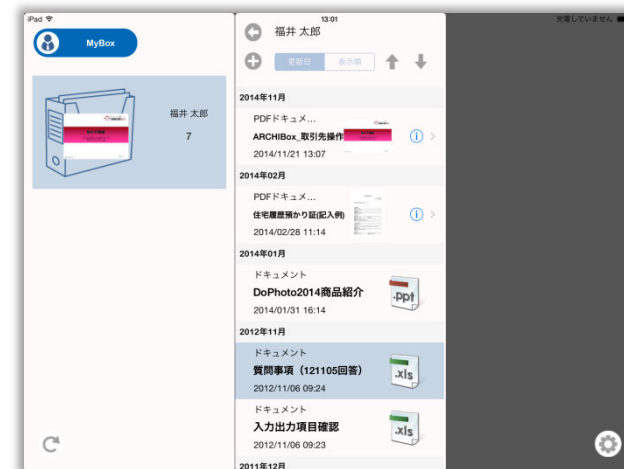 iPad
13:01
充電していません
MyBox
福井 太郎
7
福井 太郎
更新日 表示順
2014年11月
PDFドキュメ...
ARCHIBox_取引先操作
2014/11/21 13:07
2014年02月
PDFドキュメ...
住宅履歴預かり証(記入例)
2014/02/28 11:14
2014年01月
ドキュメント
DoPhoto2014商品紹介
.ppt
2014/01/31 16:14
2012年11月
ドキュメント
質問事項（121105回答）
.xls
2012/11/06 09:24
ドキュメント
入力出力項目確認
.xls
2012/11/06 09:23
2011年12月